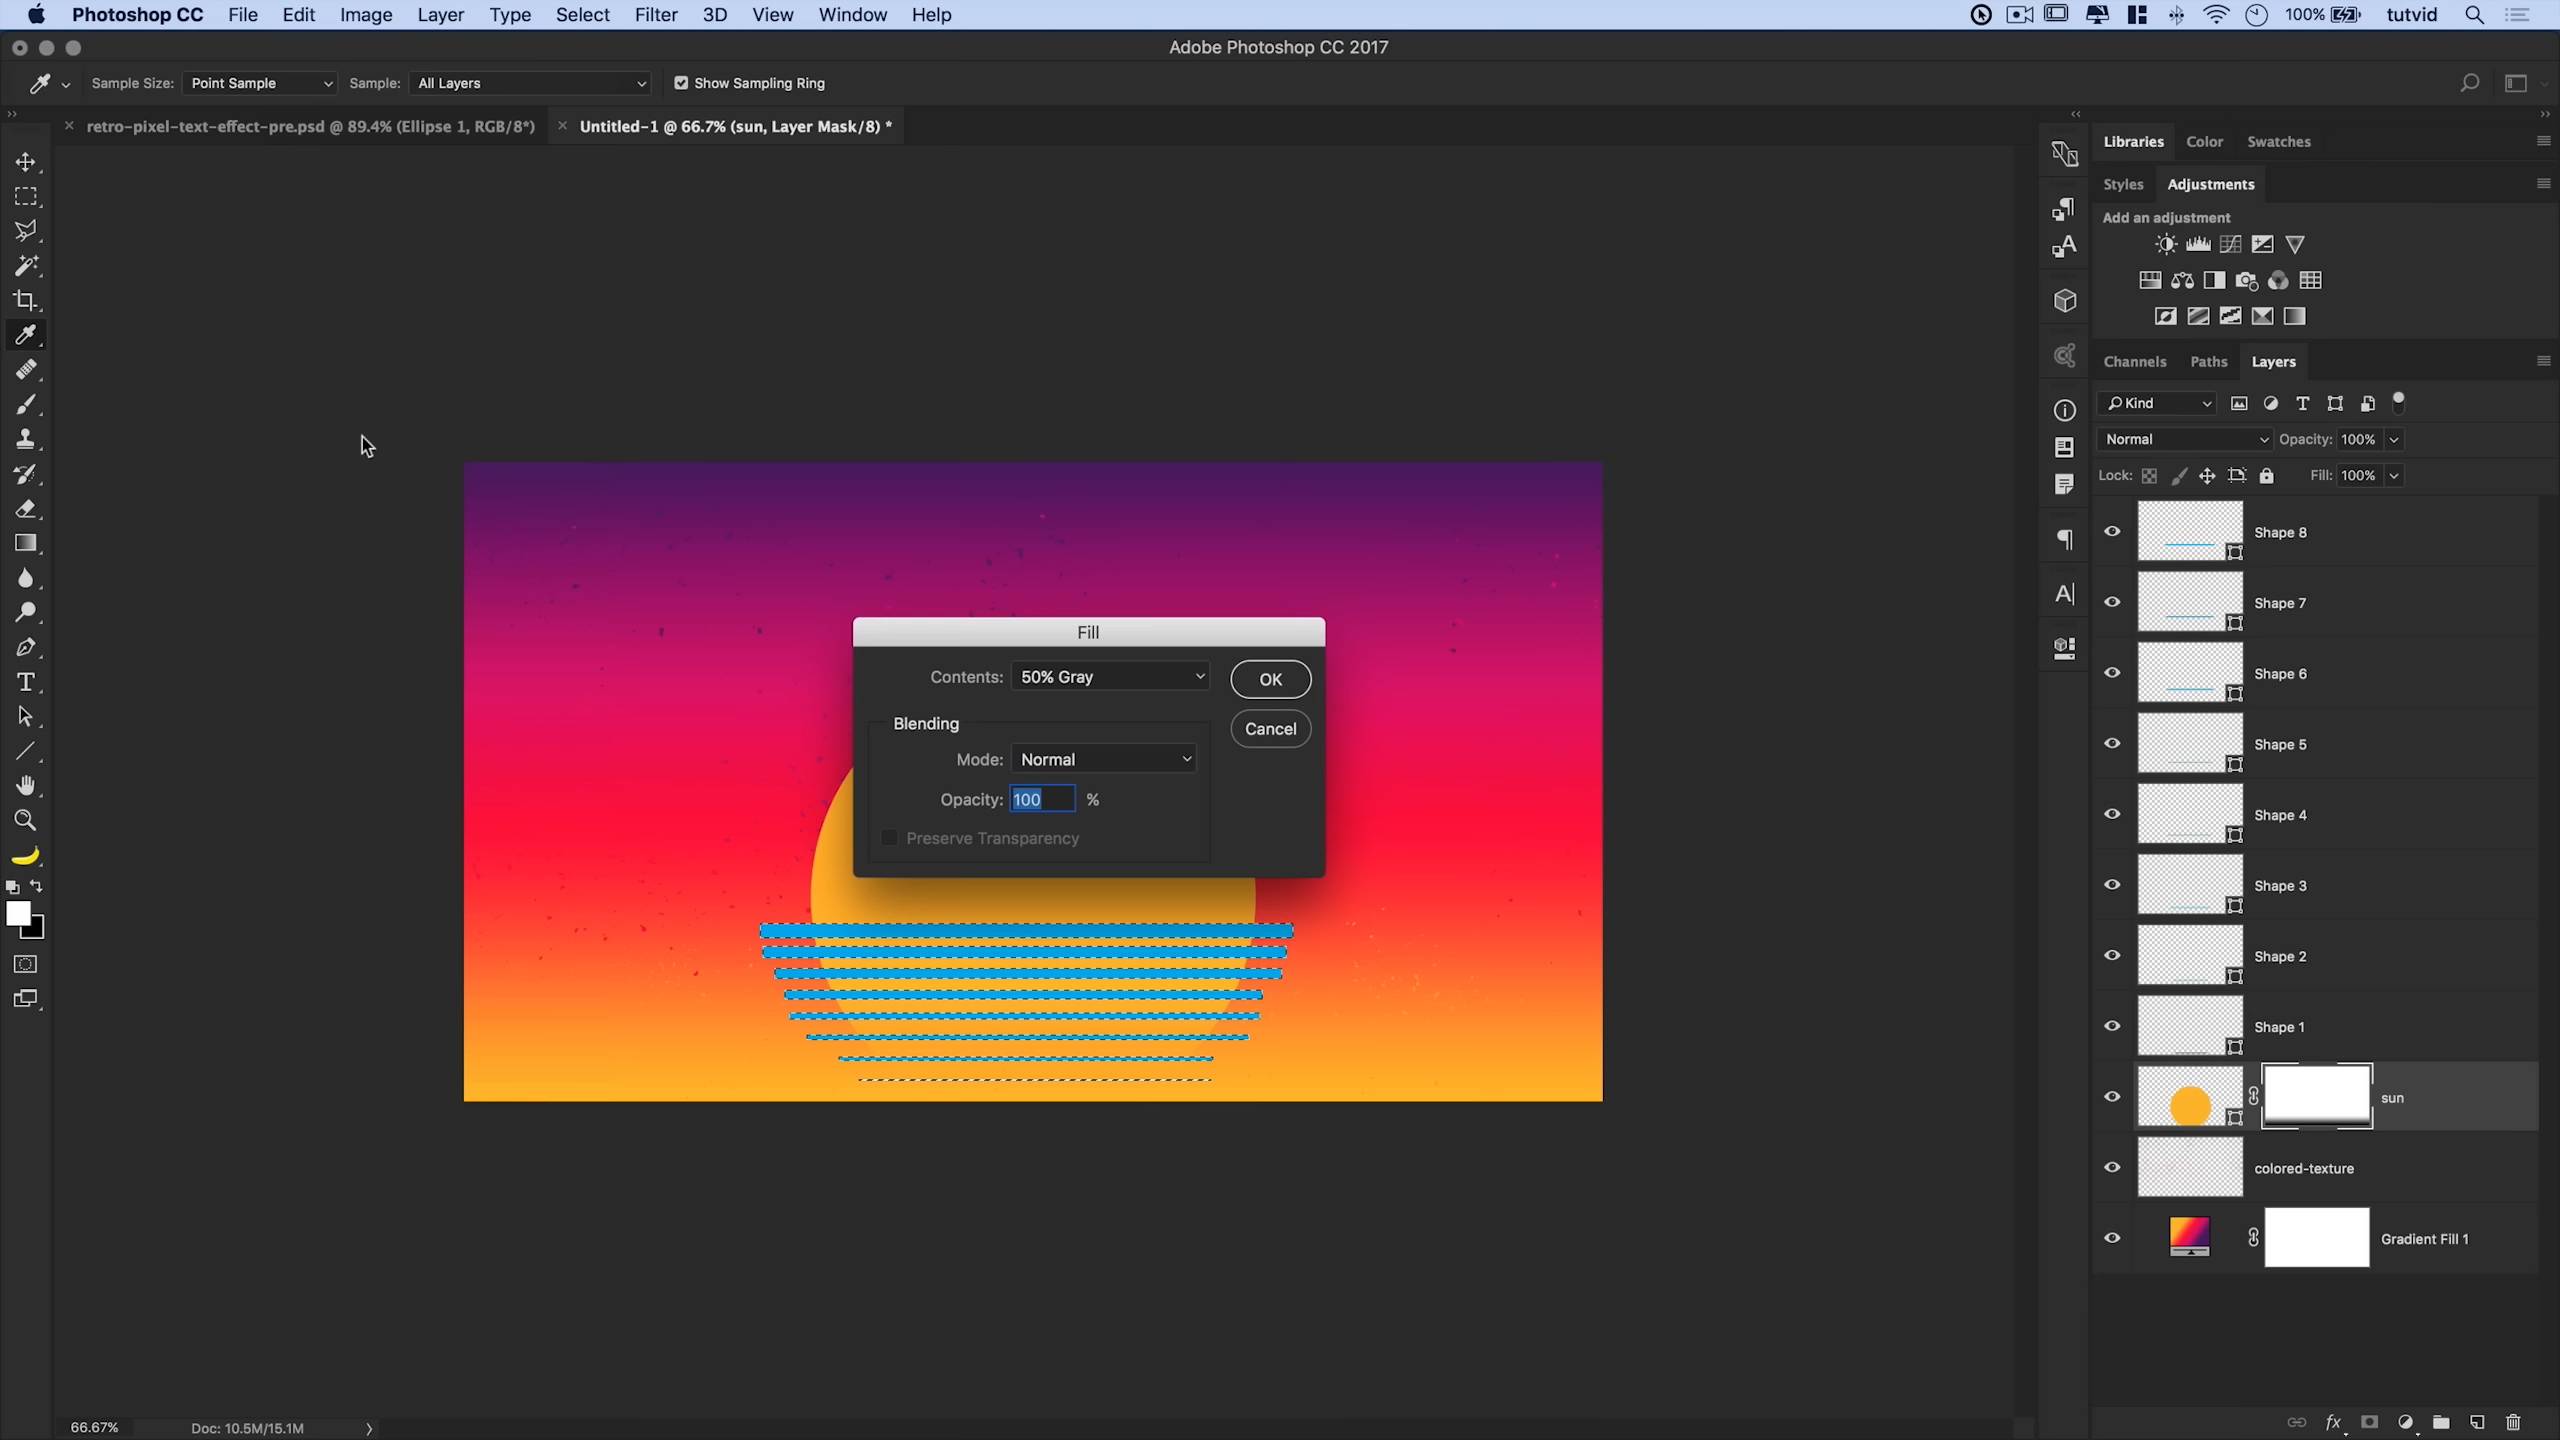 Photoshop CC File Edit Image Layer Type Select Filter 3D View Window Help 100% tutvid
Adobe Photoshop CC 2017
Sample Size: Point Sample Sample: All Layers Show Sampling Ring
retro-pixel-text-effect-pre.psd @ 89.4% (Ellipse 1, RGB/8*) Untitled-1 @ 66.7% (sun, Layer Mask/8) *
Libraries Color Swatches
Styles Adjustments
Add an adjustment
Channels Paths Layers
Kind
Normal Opacity: 100%
Lock: Fill: 100%
Shape 8
Shape 7
Shape 6
Shape 5
Shape 4
Shape 3
Shape 2
Shape 1
sun
colored-texture
Gradient Fill 1
Fill
Contents: 50% Gray OK
Blending Cancel
Mode: Normal
Opacity: 100 %
Preserve Transparency
66.67% Doc: 10.5M/15.1M